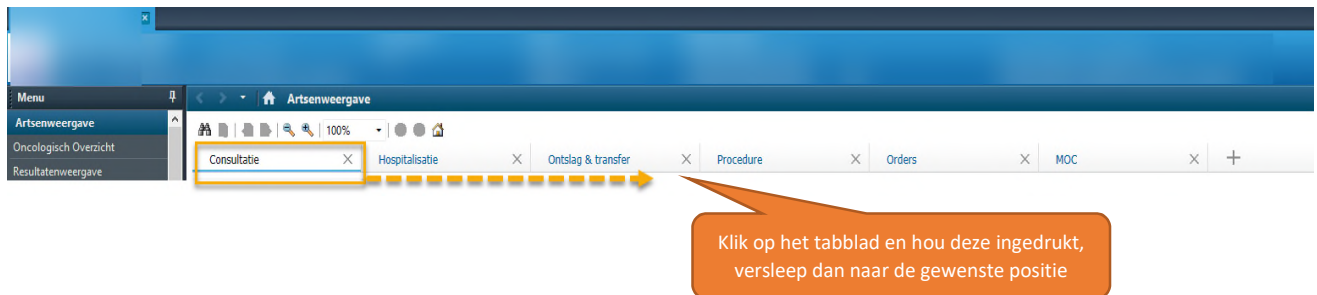 Menu
Artsenweergave
Artsenweergave
100%
Oncologisch Overzicht
Consultatie
Hospitalisatie
Ontslag & transfer
Procedure
Orders
MOC
Resultatenweergave
Klik op het tabblad en hou deze ingedrukt,
versleep dan naar de gewenste positie